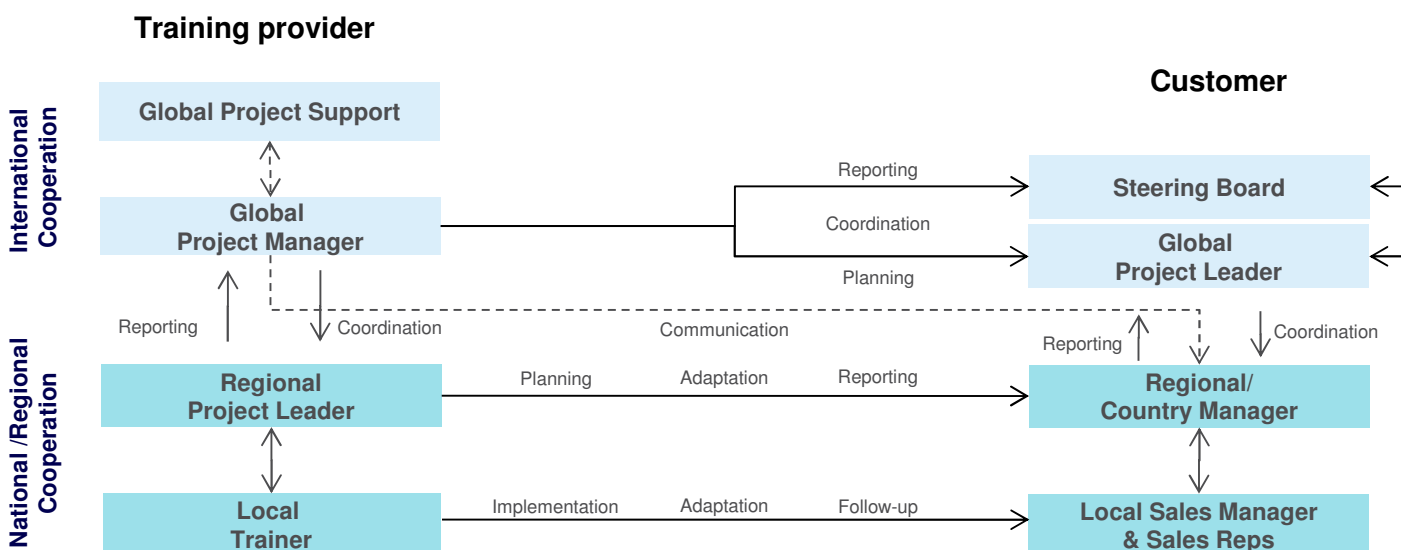 Training provider
Customer
International
Cooperation
Global Project Support
Global
Project Manager
Reporting
Coordination
Planning
Steering Board
Global
Project Leader
Reporting
Coordination
Communication
Reporting
Coordination
National /Regional
Cooperation
Regional
Project Leader
Planning
Adaptation
Reporting
Regional/
Country Manager
Local
Trainer
Implementation
Adaptation
Follow-up
Local Sales Manager
& Sales Reps